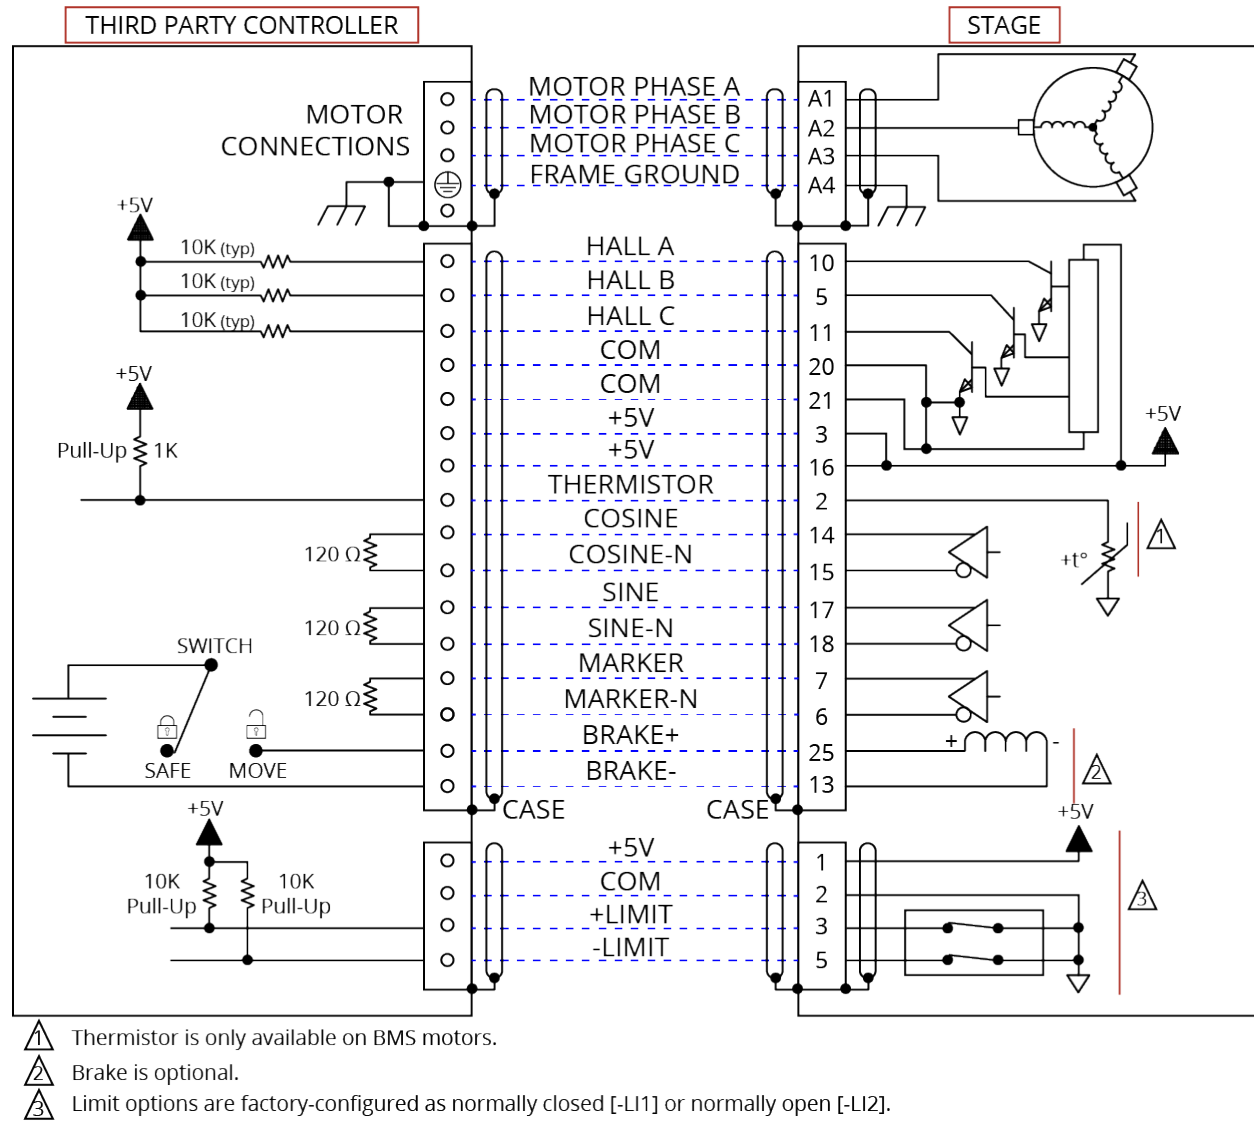 THIRD PARTY CONTROLLER
STAGE
MOTOR CONNECTIONS
MOTOR PHASE A
A1
MOTOR PHASE B
A2
MOTOR PHASE C
A3
FRAME GROUND
A4
+5V
10K (typ)
HALL A
10
10K (typ)
HALL B
5
10K (typ)
HALL C
11
COM
20
+5V
COM
21
+5V
3
+5V
Pull-Up 1K
+5V
16
THERMISTOR
2
COSINE
14
120 Ω
COSINE-N
15
+t°
1
SINE
17
120 Ω
SINE-N
18
SWITCH
MARKER
7
120 Ω
MARKER-N
6
BRAKE+
25
+
-
SAFE
MOVE
BRAKE-
13
2
CASE
CASE
+5V
+5V
+5V
1
10K
Pull-Up
10K
Pull-Up
COM
2
3
+LIMIT
3
-LIMIT
5
1 Thermistor is only available on BMS motors.
2 Brake is optional.
3 Limit options are factory-configured as normally closed [-LI1] or normally open [-LI2].